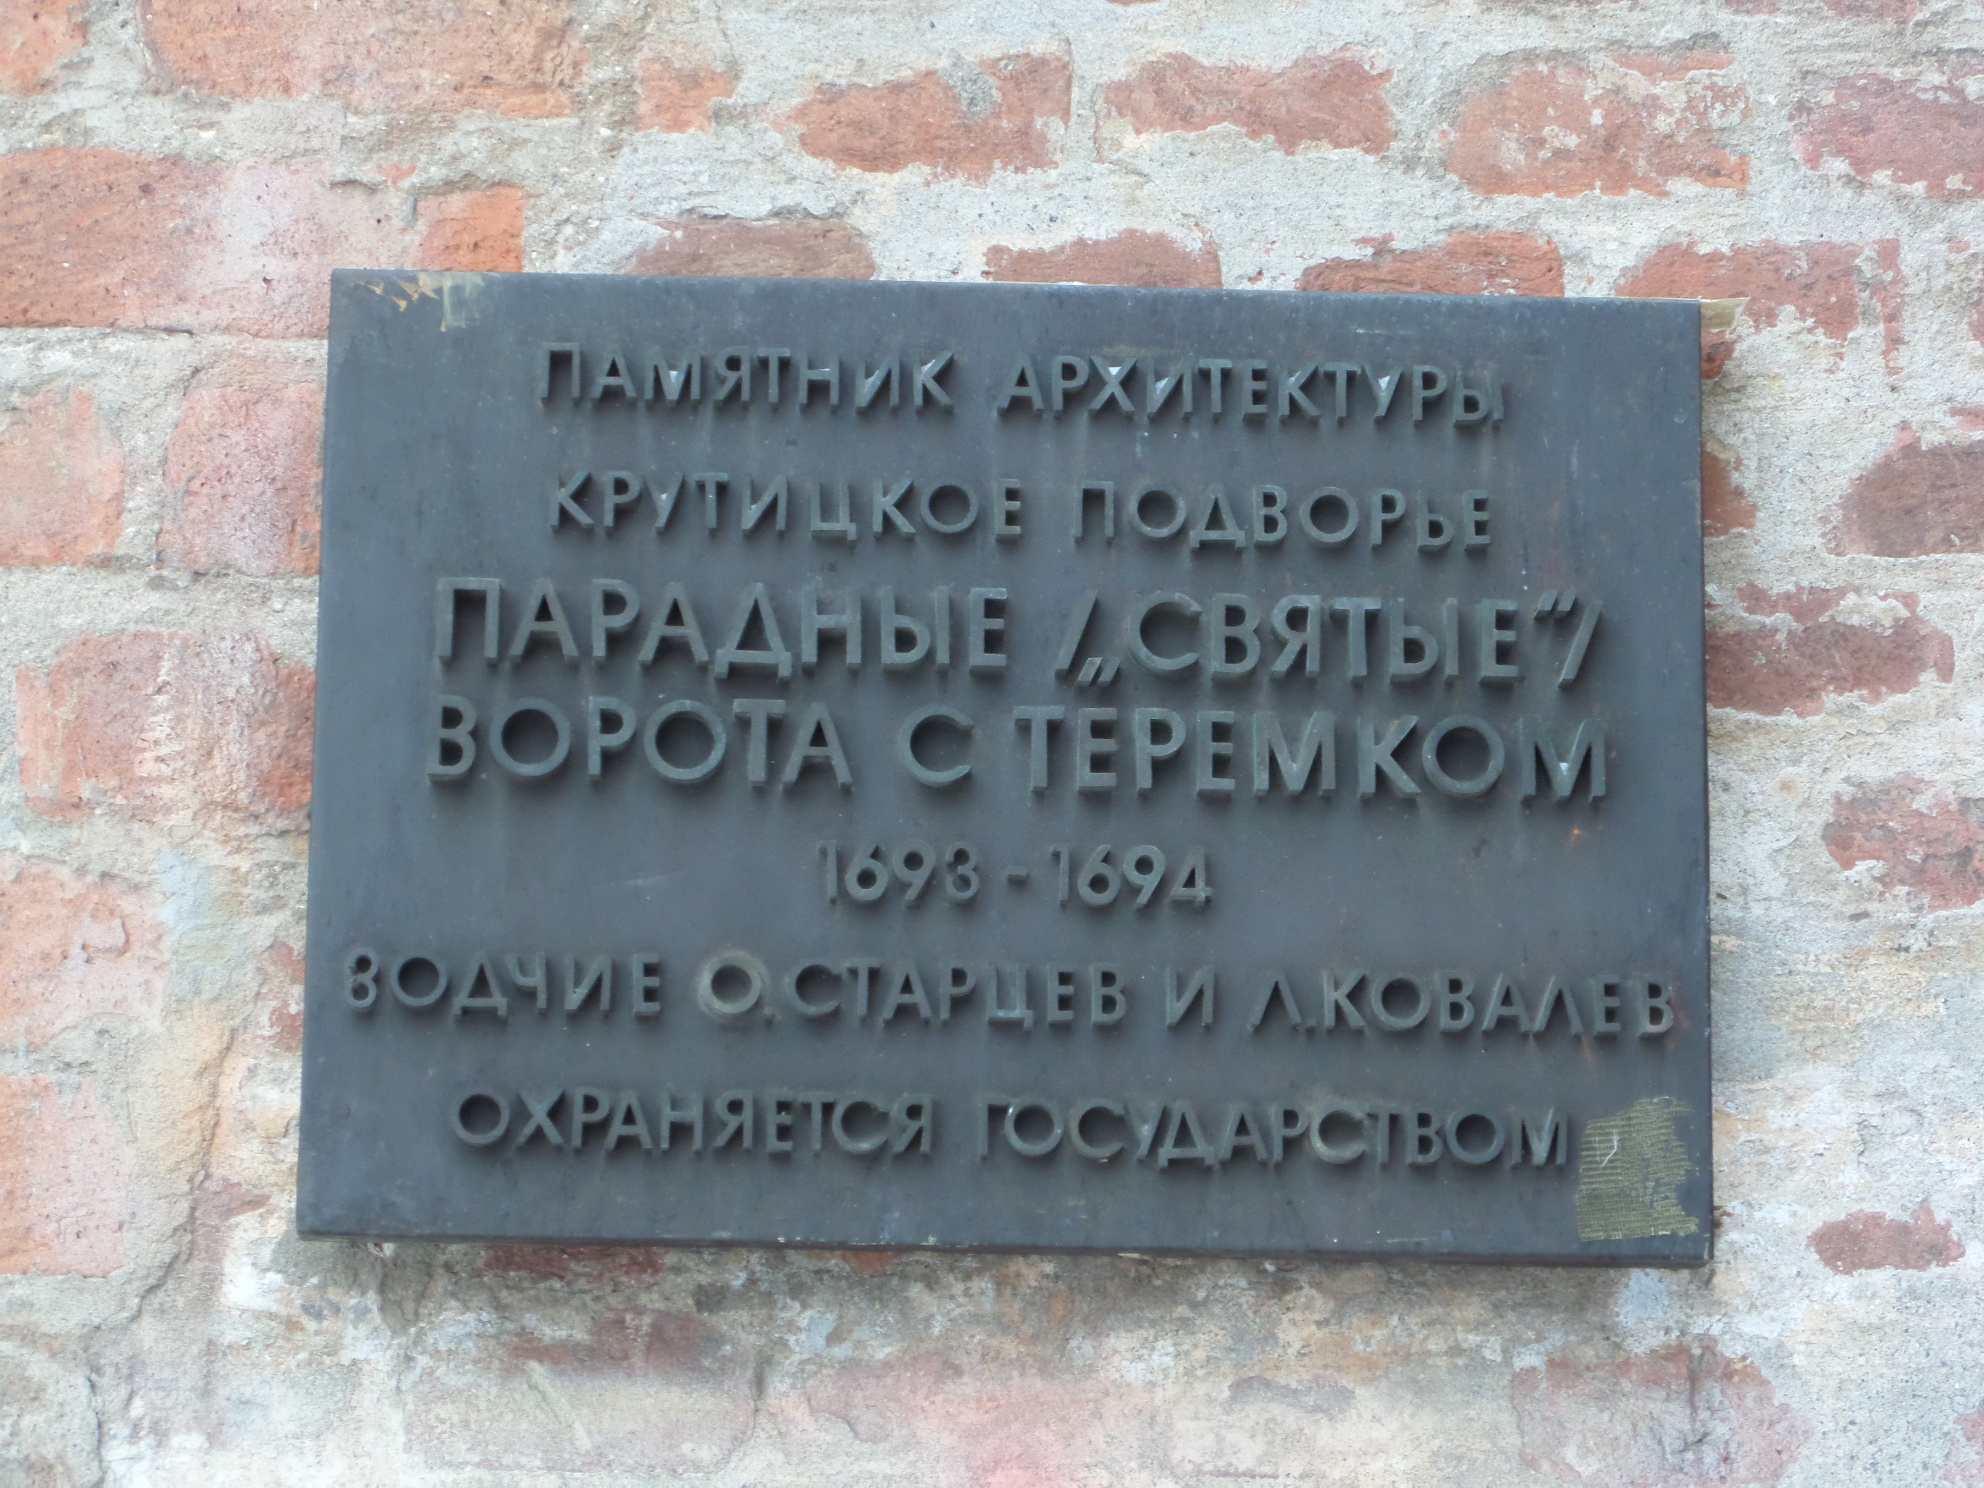 ПАМЯТНИК АРХИТЕКТУРЫ
КРУТИЦКОЕ ПОДВОРЬЕ
ПАРАДНЫЕ /„СВЯТЫЕ“/
ВОРОТА С ТЕРЕМКОМ
1693 - 1694
ЗОДЧИЕ О.СТАРЦЕВ И Л.КОВАЛЕВ
ОХРАНЯЕТСЯ ГОСУДАРСТВОМ